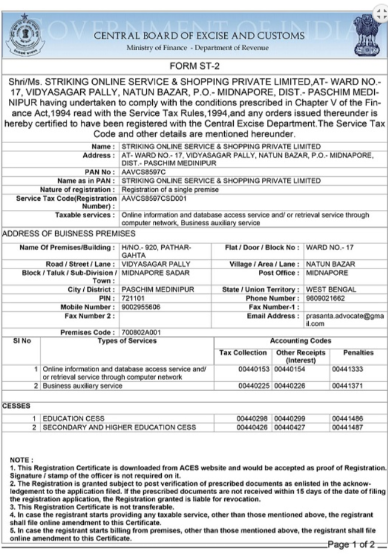 GOVERNMENT OF INDIA
CENTRAL BOARD OF EXCISE AND CUSTOMS
Ministry of Finance - Department of Revenue
FORM ST-2
Shri/Ms. STRIKING ONLINE SERVICE & SHOPPING PRIVATE LIMITED,AT- WARD NO.-
17, VIDYASAGAR PALLY, NATUN BAZAR, P.O.- MIDNAPORE, DIST.- PASCHIM MEDI-
NIPUR having undertaken to comply with the conditions prescribed in Chapter V of the Fin-
ance Act,1994 read with the Service Tax Rules,1994,and any orders issued thereunder is
hereby certified to have been registered with the Central Excise Department.The Service Tax
Code and other details are mentioned hereunder.
Name : STRIKING ONLINE SERVICE & SHOPPING PRIVATE LIMITED
Address : AT- WARD NO.- 17, VIDYASAGAR PALLY, NATUN BAZAR, P.O.- MIDNAPORE,
DIST.- PASCHIM MEDINIPUR
PAN No : AAVCS8597C
Name as in PAN : STRIKING ONLINE SERVICE & SHOPPING PRIVATE LIMITED
Nature of registration : Registration of a single premise
Service Tax Code(Registration AAVCS8597CSD001
Number) :
Taxable services : Online information and database access service and/ or retrieval service through
computer network, Business auxiliary service
ADDRESS OF BUSINESS PREMISES
Name Of Premises/Building : H/NO.- 920, PATHAR- Flat / Door / Block No : WARD NO.- 17
GAHTA
Road / Street / Lane : VIDYASAGAR PALLY Village / Area / Lane : NATUN BAZAR
Block / Taluk / Sub-Division / MIDNAPORE SADAR Post Office : MIDNAPORE
Town :
City / District : PASCHIM MEDINIPUR State / Union Territory : WEST BENGAL
PIN : 721101 Phone Number : 9809021662
Mobile Number : 9002955606 Fax Number-1 :
Fax Number 2 : Email Address : prasanta.advocate@gma
il.com
Premises Code : 700802A001
Sl No Types of Services Accounting Codes
Tax Collection Other Receipts Penalties
(Interest)
1 Online information and database access service and/ 00440153 00440154 00441333
or retrieval service through computer network
2 Business auxiliary service 00440225 00440226 00441371
CESSES
1 EDUCATION CESS 00440298 00440299 00441486
2 SECONDARY AND HIGHER EDUCATION CESS 00440426 00440427 00441487
NOTE :
1. This Registration Certificate is downloaded from ACES website and would be accepted as proof of Registration.
Signature / stamp of the officer is not required on it.
2. The Registration is granted subject to post verification of prescribed documents as enlisted in the acknow-
ledgement to the application filed. If the prescribed documents are not received within 15 days of the date of filing
the registration application, the Registration granted is liable for revocation.
3. This Registration Certificate is not transferable.
4. In case the registrant starts providing any taxable service, other than those mentioned above, the registrant
shall file online amendment to this Certificate.
5. In case the registrant starts billing from premises, other than those mentioned above, the registrant shall file
online amendment to this Certificate.
Page 1 of 2